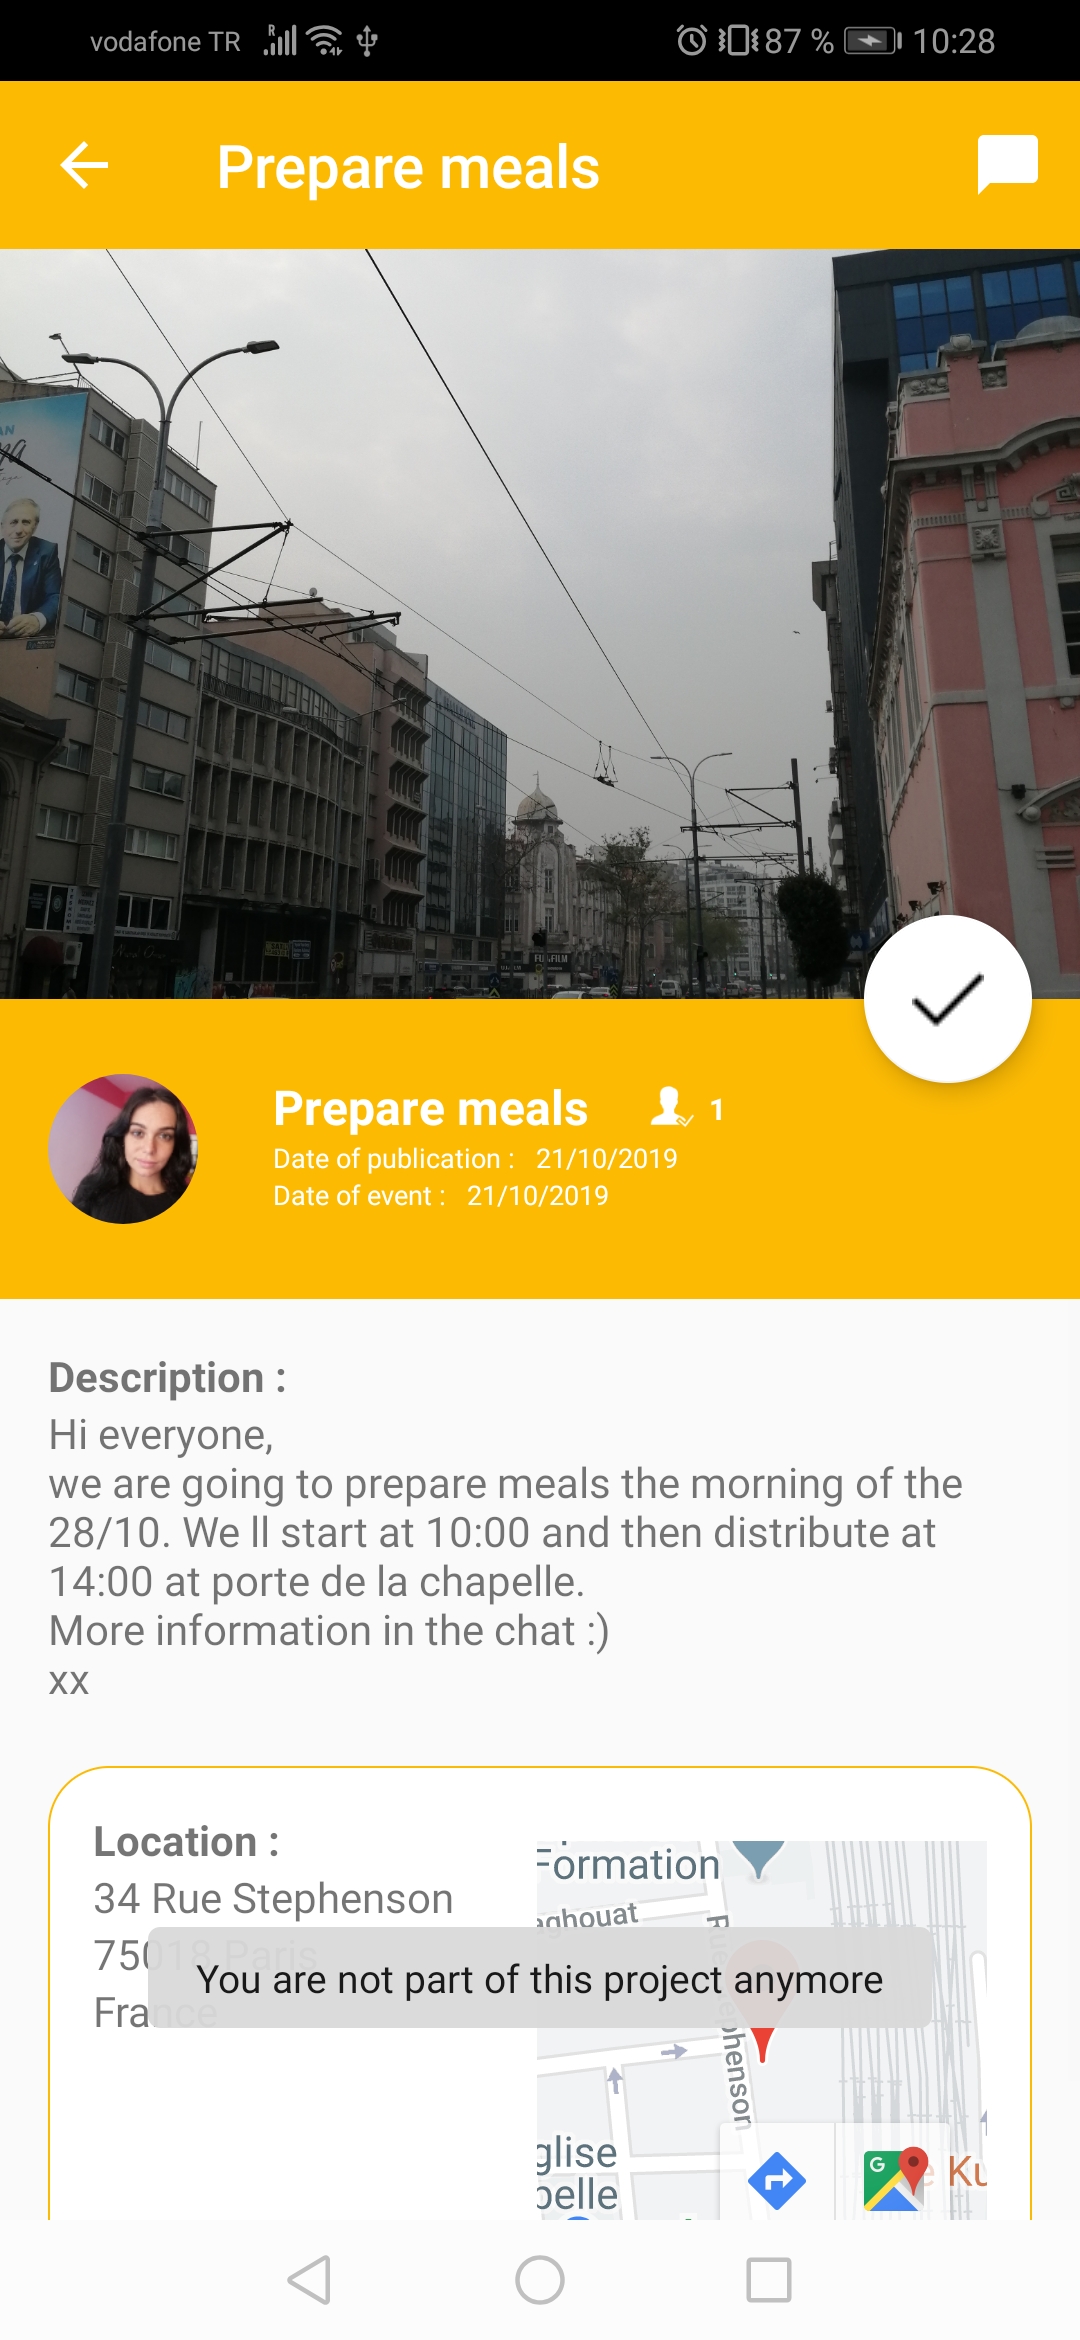 vodafone TR
R
87 %
10:28
Prepare meals
FUJIFILM
Prepare meals
1
Date of publication : 21/10/2019
Date of event : 21/10/2019
Description :
Hi everyone,
we are going to prepare meals the morning of the
28/10. We ll start at 10:00 and then distribute at
14:00 at porte de la chapelle.
More information in the chat :)
xx
Location :
34 Rue Stephenson
75018 Paris
France
You are not part of this project anymore
Formation
aghouat
glise
pelle
G
Ku